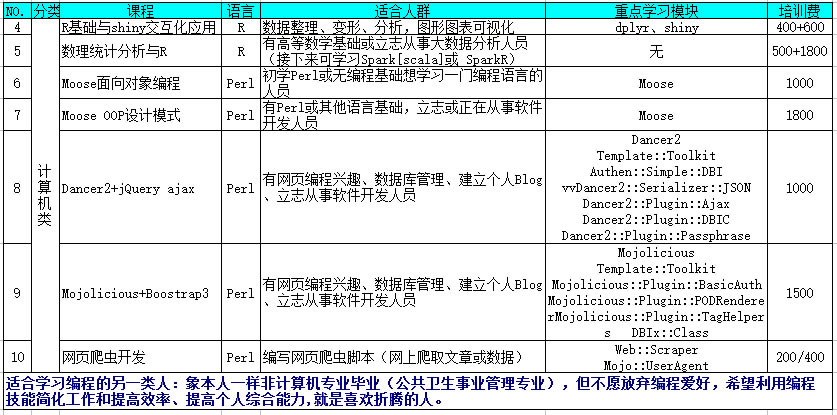 NO. 分类 课程 语言 适合人群 重点学习模块 培训费
4 R基础与shiny交互化应用 R 数据整理、变形、分析，图形图表可视化 dplyr、shiny 400+600
5 数理统计分析与R R 有高等数学基础或立志从事大数据分析人员
（接下来可学习Spark[scala]或 SparkR） 无 500+1800
6 Moose面向对象编程 Perl 初学Perl或无编程基础想学习一门编程语言的
人员 Moose 1000
7 Moose OOP设计模式 Perl 有Perl或其他语言基础，立志或正在从事软件
开发人员 Moose 1800
计算机类
8 Dancer2+jQuery ajax Perl 有网页编程兴趣、数据库管理、建立个人Blog
、立志从事软件开发人员
Dancer2
Template::Toolkit
Authen::Simple::DBI
vvDancer2::Serializer::JSON
Dancer2::Plugin::Ajax
Dancer2::Plugin::DBIC
Dancer2::Plugin::Passphrase
1000
9 Mojolicious+Boostrap3 Perl 有网页编程兴趣、数据库管理、建立个人Blog
、立志从事软件开发人员
Mojolicious
Template::Toolkit
Mojolicious::Plugin::BasicAuth
Mojolicious::Plugin::PODRendere
rMojolicious::Plugin::TagHelper
s DBIx::Class
1500
10 网页爬虫开发 Perl 编写网页爬虫脚本（网上爬取文章或数据）
Web::Scraper
Mojo::UserAgent
200/400
适合学习编程的另一类人：象本人一样非计算机专业毕业（公共卫生事业管理专业），但不愿放弃编程爱好，希望利用编程
技能简化工作和提高效率、提高个人综合能力,就是喜欢折腾的人。